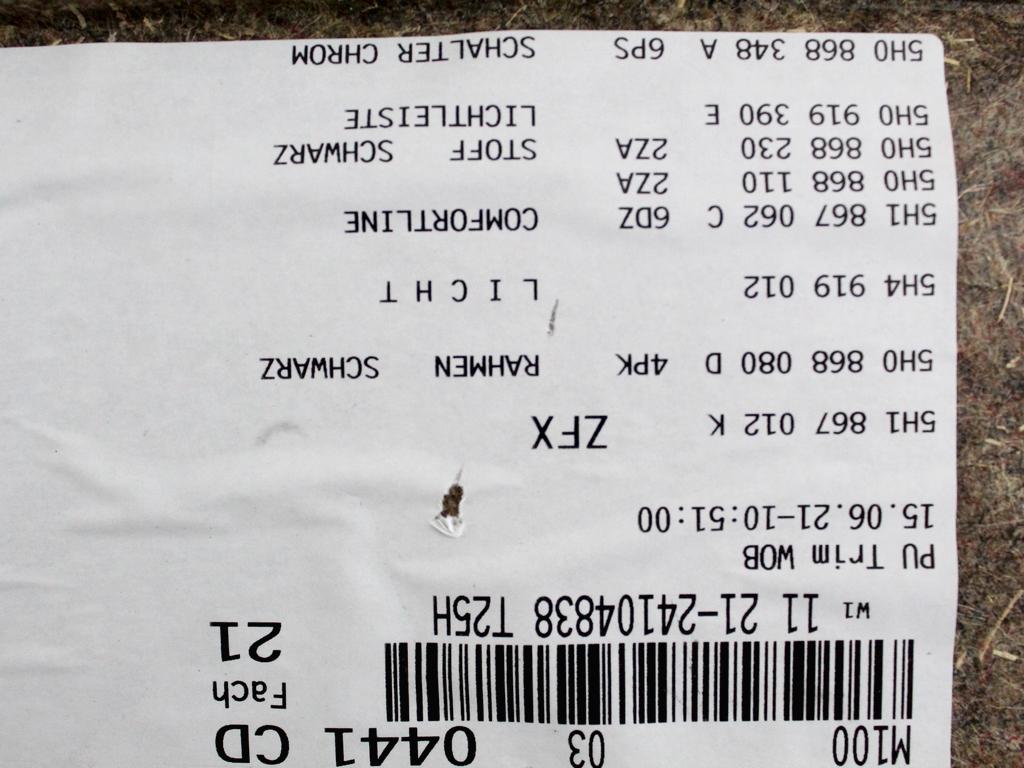 M100 03 0441 CD
Fach
21
W1 11 21-24104838 T25H
PU Trim WOB
15.06.21-10:51:00
5H1 867 012 K ZFX
5H0 868 080 D 4PK RAHMEN SCHWARZ
5H4 919 012 L I C H T
5H1 867 062 C 6DZ COMFORTLINE
5H0 868 110 2ZA
5H0 868 230 2ZA STOFF SCHWARZ
5H0 919 390 E LICHTLEISTE
5H0 868 348 A 6PS SCHALTER CHROM